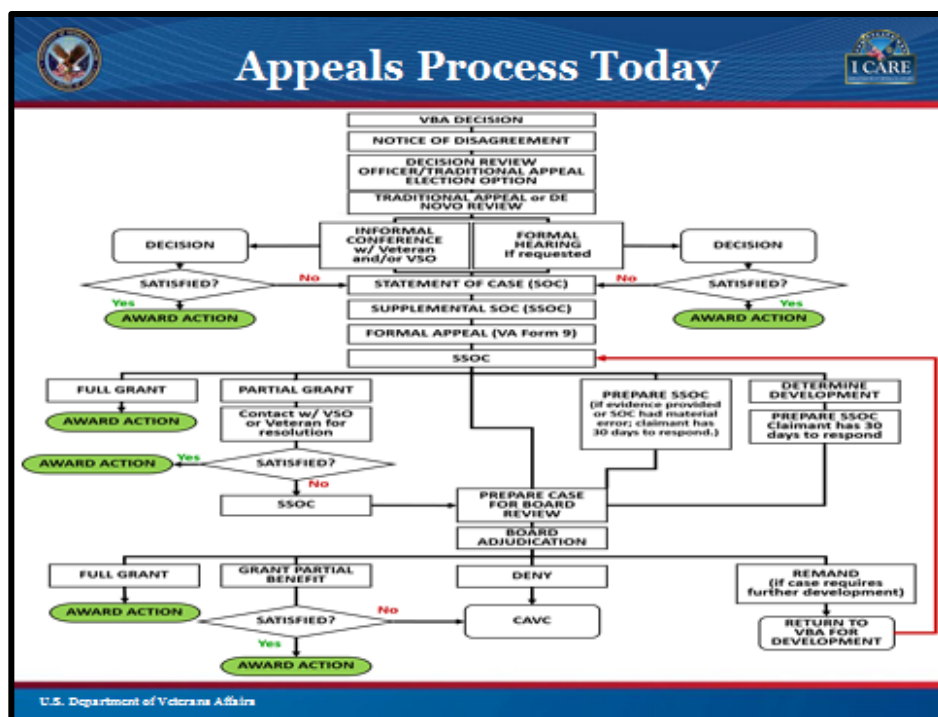 Appeals Process Today
I CARE
VBA DECISION
NOTICE OF DISAGREEMENT
DECISION REVIEW
OFFICER/TRADITIONAL APPEAL
ELECTION OPTION
TRADITIONAL APPEAL or DE
NOVO REVIEW
DECISION
INFORMAL
CONFERENCE
w/ Veteran
and/or VSO
FORMAL
HEARING
if requested
DECISION
SATISFIED?
No
STATEMENT OF CASE (SOC)
No
SATISFIED?
Yes
AWARD ACTION
SUPPLEMENTAL SOC (SSOC)
Yes
AWARD ACTION
FORMAL APPEAL (VA Form 9)
SSOC
FULL GRANT
PARTIAL GRANT
PREPARE SSOC
(if evidence provided
or SOC had material
error; claimant has
30 days to respond.)
DETERMINE
DEVELOPMENT
AWARD ACTION
Contact w/ VSO
or Veteran for
resolution
PREPARE SSOC
Claimant has 30
days to respond
AWARD ACTION
Yes
SATISFIED?
No
SSOC
PREPARE CASE
FOR BOARD
REVIEW
BOARD
ADJUDICATION
FULL GRANT
GRANT PARTIAL
BENEFIT
DENY
REMAND
(if case requires
further development)
AWARD ACTION
SATISFIED?
No
CAVC
RETURN TO
VBA FOR
DEVELOPMENT
Yes
AWARD ACTION
U.S. Department of Veterans Affairs